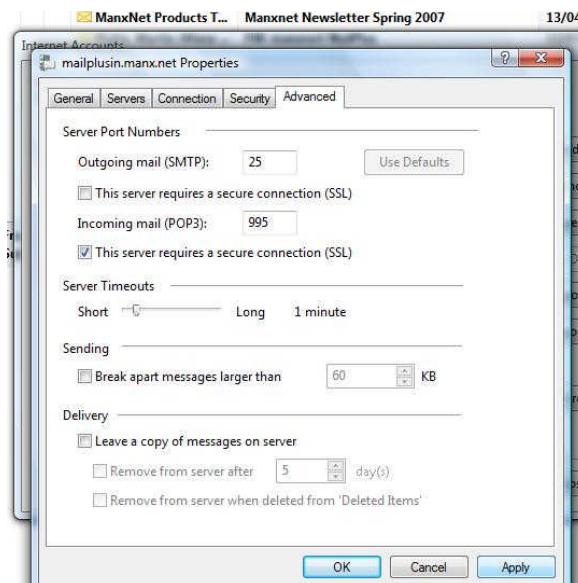 ManxNet Products T... Manxnet Newsletter Spring 2007 13/04
Internet Accounts
mailplusin.manx.net Properties
General Servers Connection Security Advanced
Server Port Numbers
Outgoing mail (SMTP): 25 Use Defaults
This server requires a secure connection (SSL)
Incoming mail (POP3): 995
This server requires a secure connection (SSL)
Server Timeouts
Short Long 1 minute
Sending
Break apart messages larger than 60 KB
Delivery
Leave a copy of messages on server
Remove from server after 5 day(s)
Remove from server when deleted from 'Deleted Items'
OK Cancel Apply